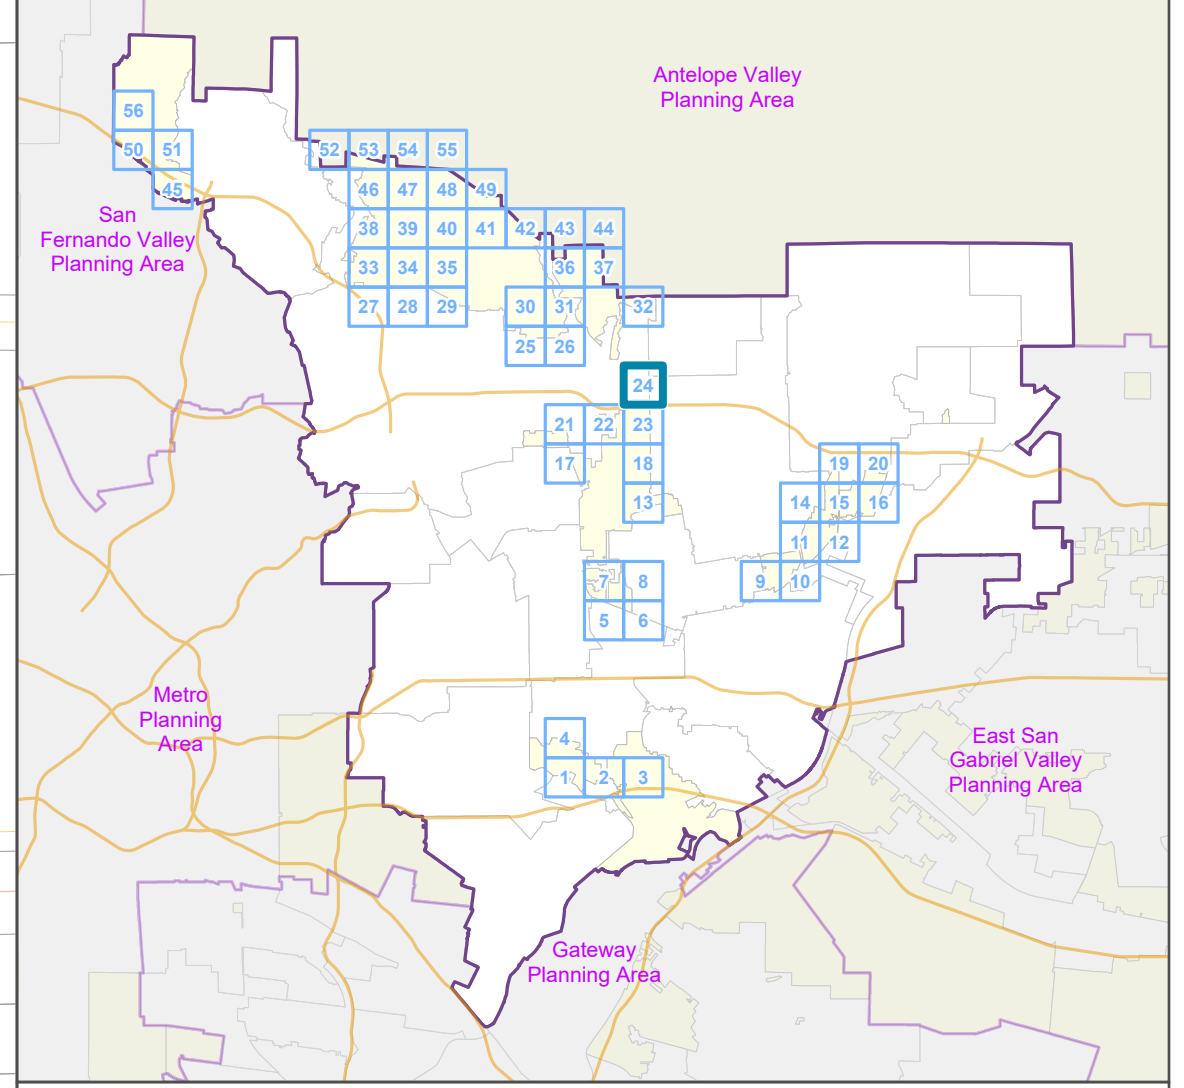 Antelope Valley
Planning Area
56
50 51
52 53 54 55
45
46 47 48 49
San
Fernando Valley
Planning Area
38 39 40 41 42 43 44
33 34 35 36 37
27 28 29 30 31 32
25 26
24
21 22 23
17 18 19 20
13 14 15 16
11 12
7 8 9 10
5 6
Metro
Planning
Area
4
East San
Gabriel Valley
Planning Area
1 2 3
Gateway
Planning Area